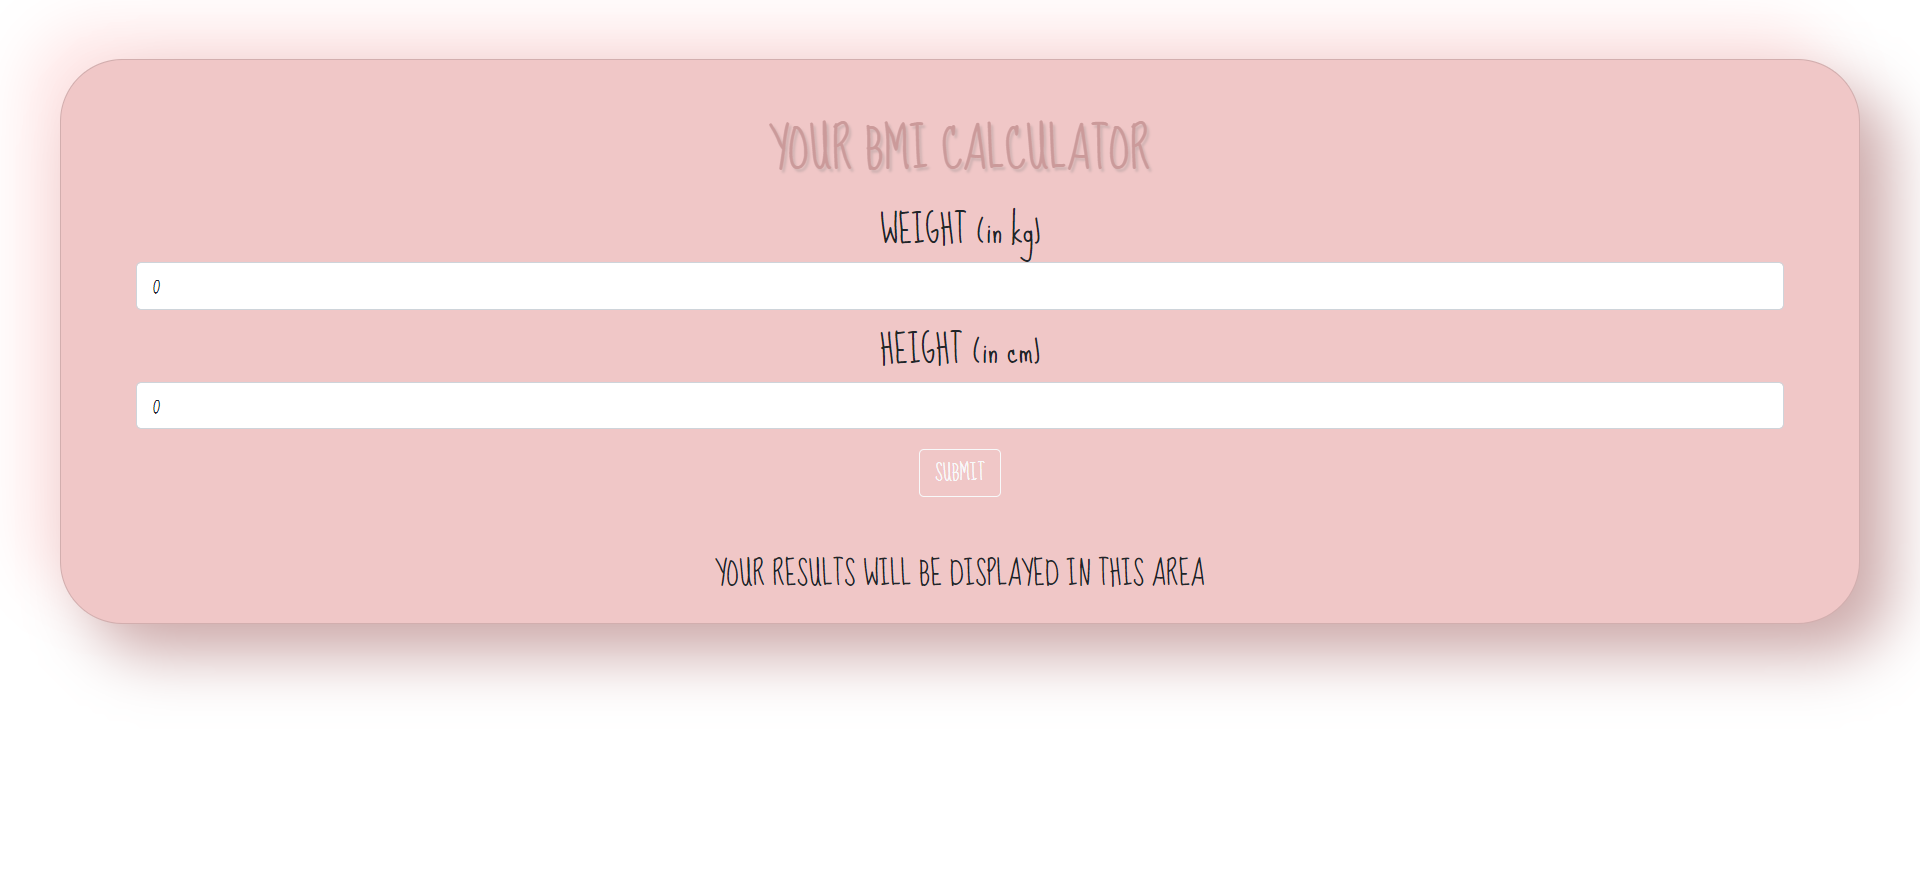 YOUR BMI CALCULATOR
WEIGHT (in kg)
0
HEIGHT (in cm)
0
SUBMIT
YOUR RESULTS WILL BE DISPLAYED IN THIS AREA